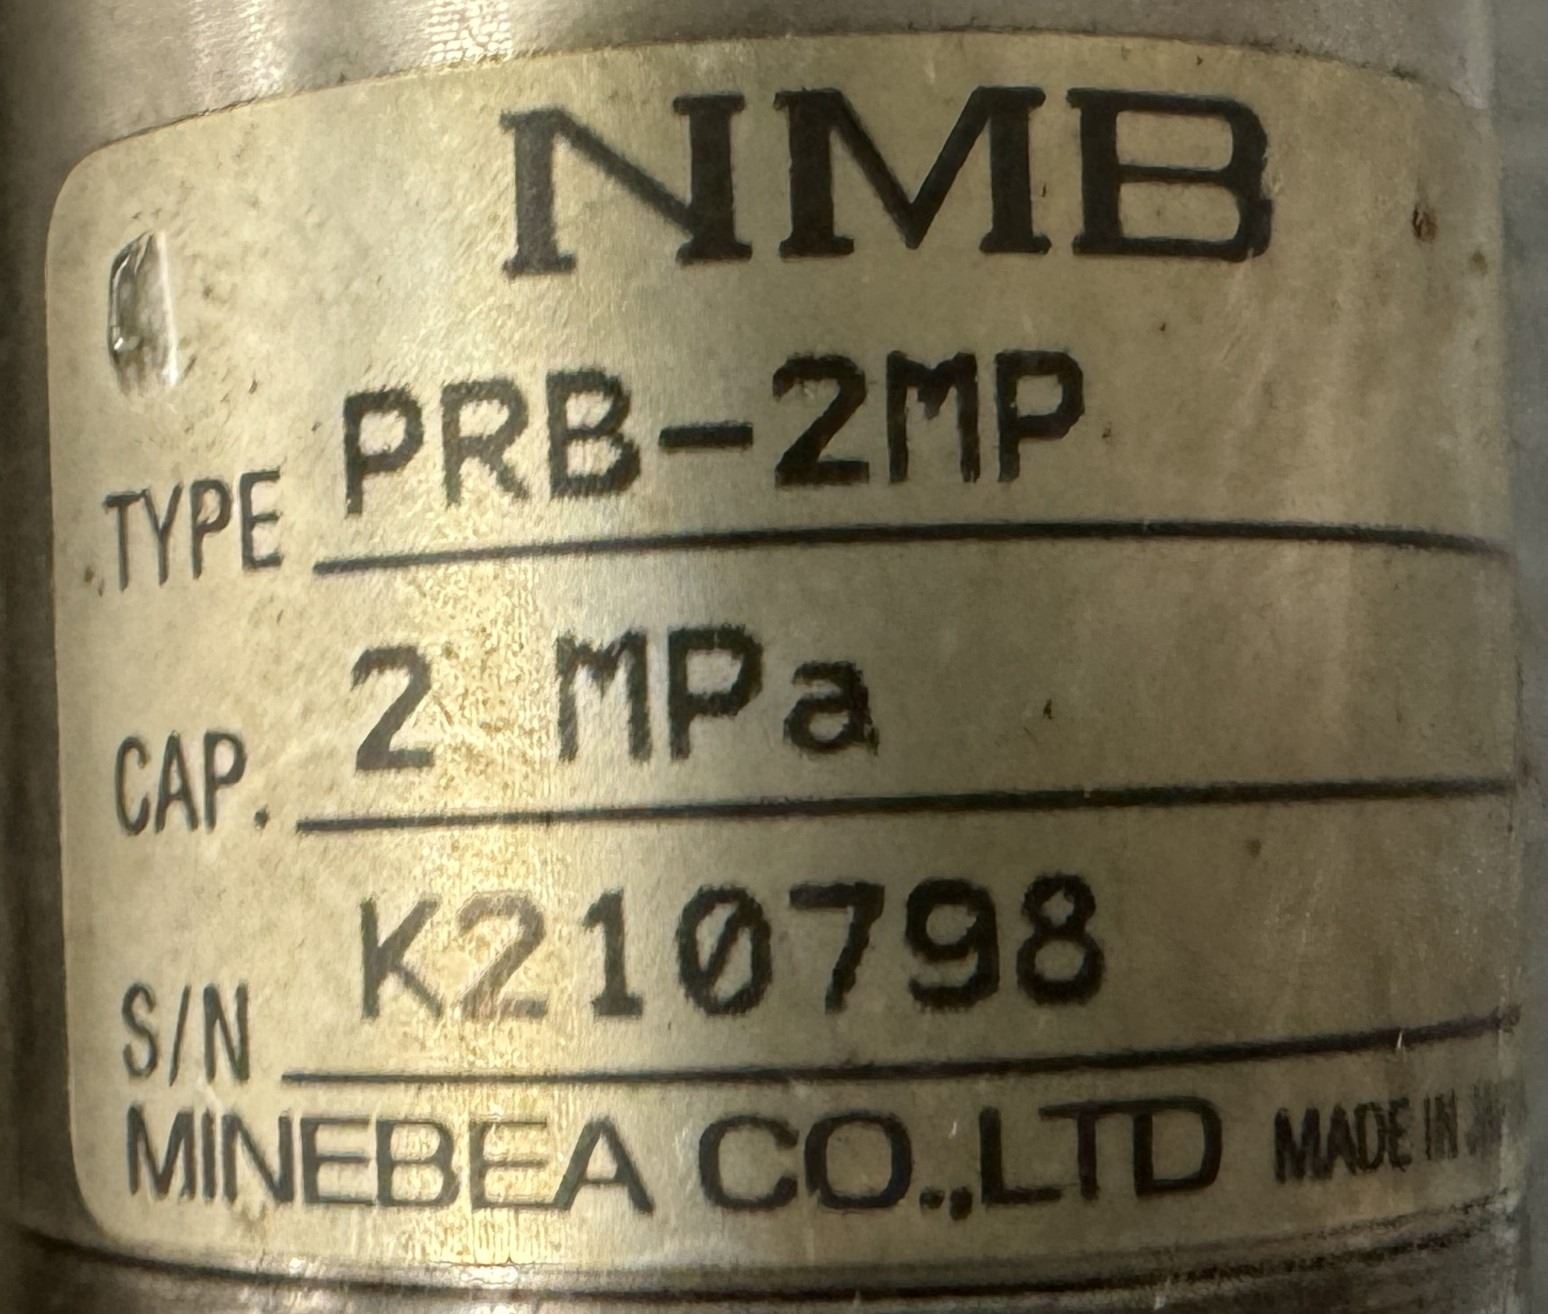 NMB
TYPE PRB-2MP
CAP. 2 MPa
S/N K210798
MINEBEA CO.,LTD MADE IN